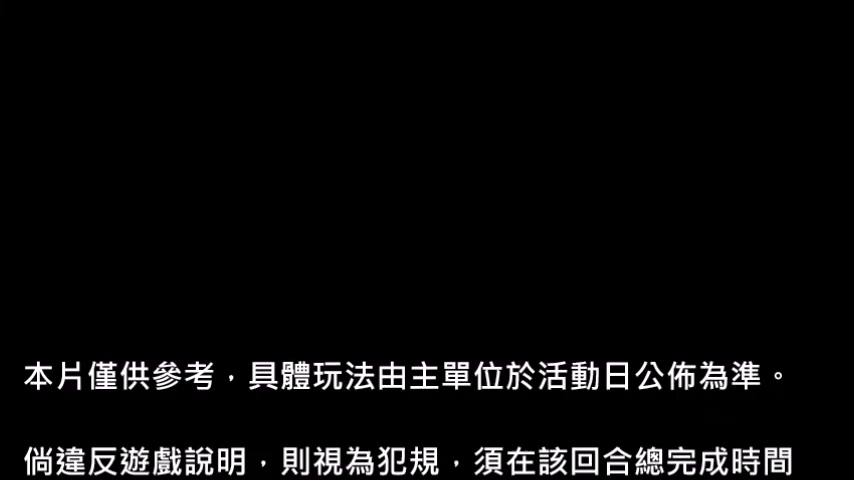 本片僅供參考，具體玩法由主單位於活動日公佈為準。
倘違反遊戲說明，則視為犯規，須在該回合總完成時間